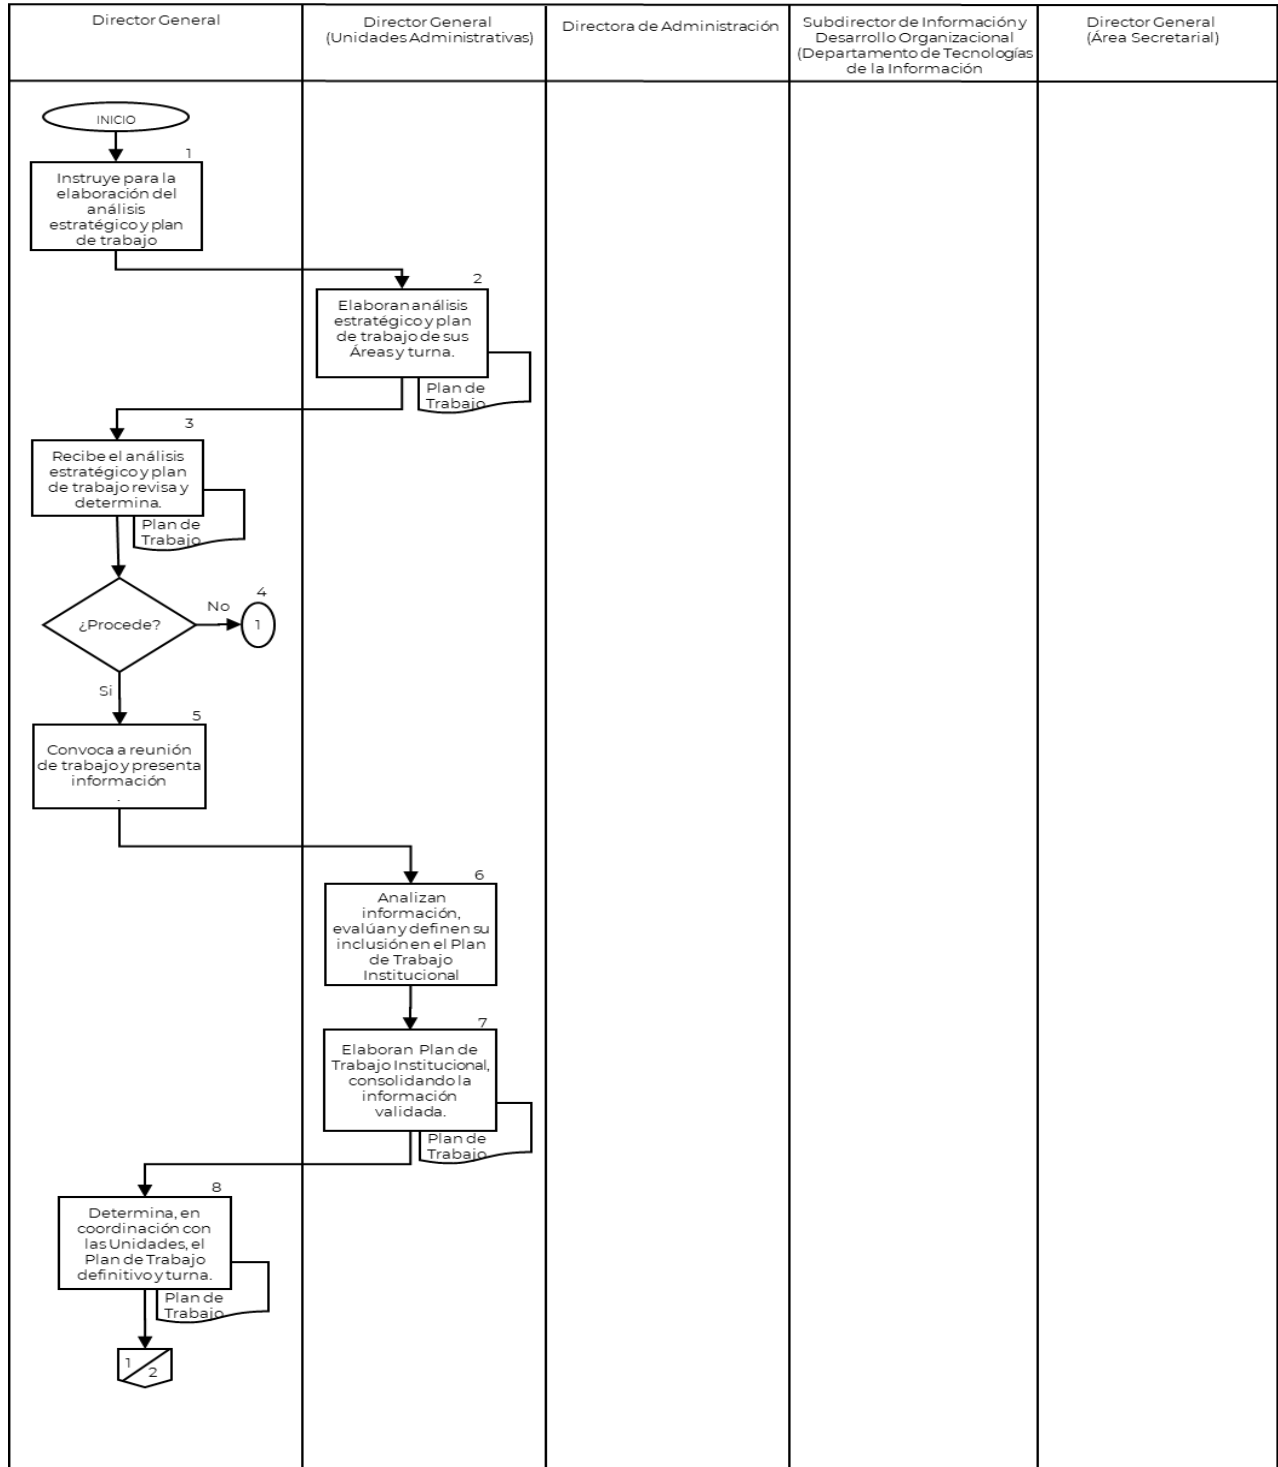 Director General
Director General
(Unidades Administrativas)
Directora de Administración
Subdirector de Información y
Desarrollo Organizacional
(Departamento de Tecnologías
de la Información
Director General
(Área Secretarial)
INICIO
1
Instruye para la
elaboración del
análisis
estratégico y plan
de trabajo
2
Elaboran análisis
estratégico y plan
de trabajo de sus
Áreas y turna.
Plan de
Trabajo
3
Recibe el análisis
estratégico y plan
de trabajo revisa y
determina.
Plan de
Trabajo
¿Procede?
No
4
1
Si
5
Convoca a reunión
de trabajo y presenta
información
.
6
Analizan
información,
evalúan y definen su
inclusión en el Plan
de Trabajo
Institucional
7
Elaboran Plan de
Trabajo Institucional,
consolidando la
información
validada.
Plan de
Trabajo
8
Determina, en
coordinación con
las Unidades, el
Plan de Trabajo
definitivo y turna.
Plan de
Trabajo
1
2